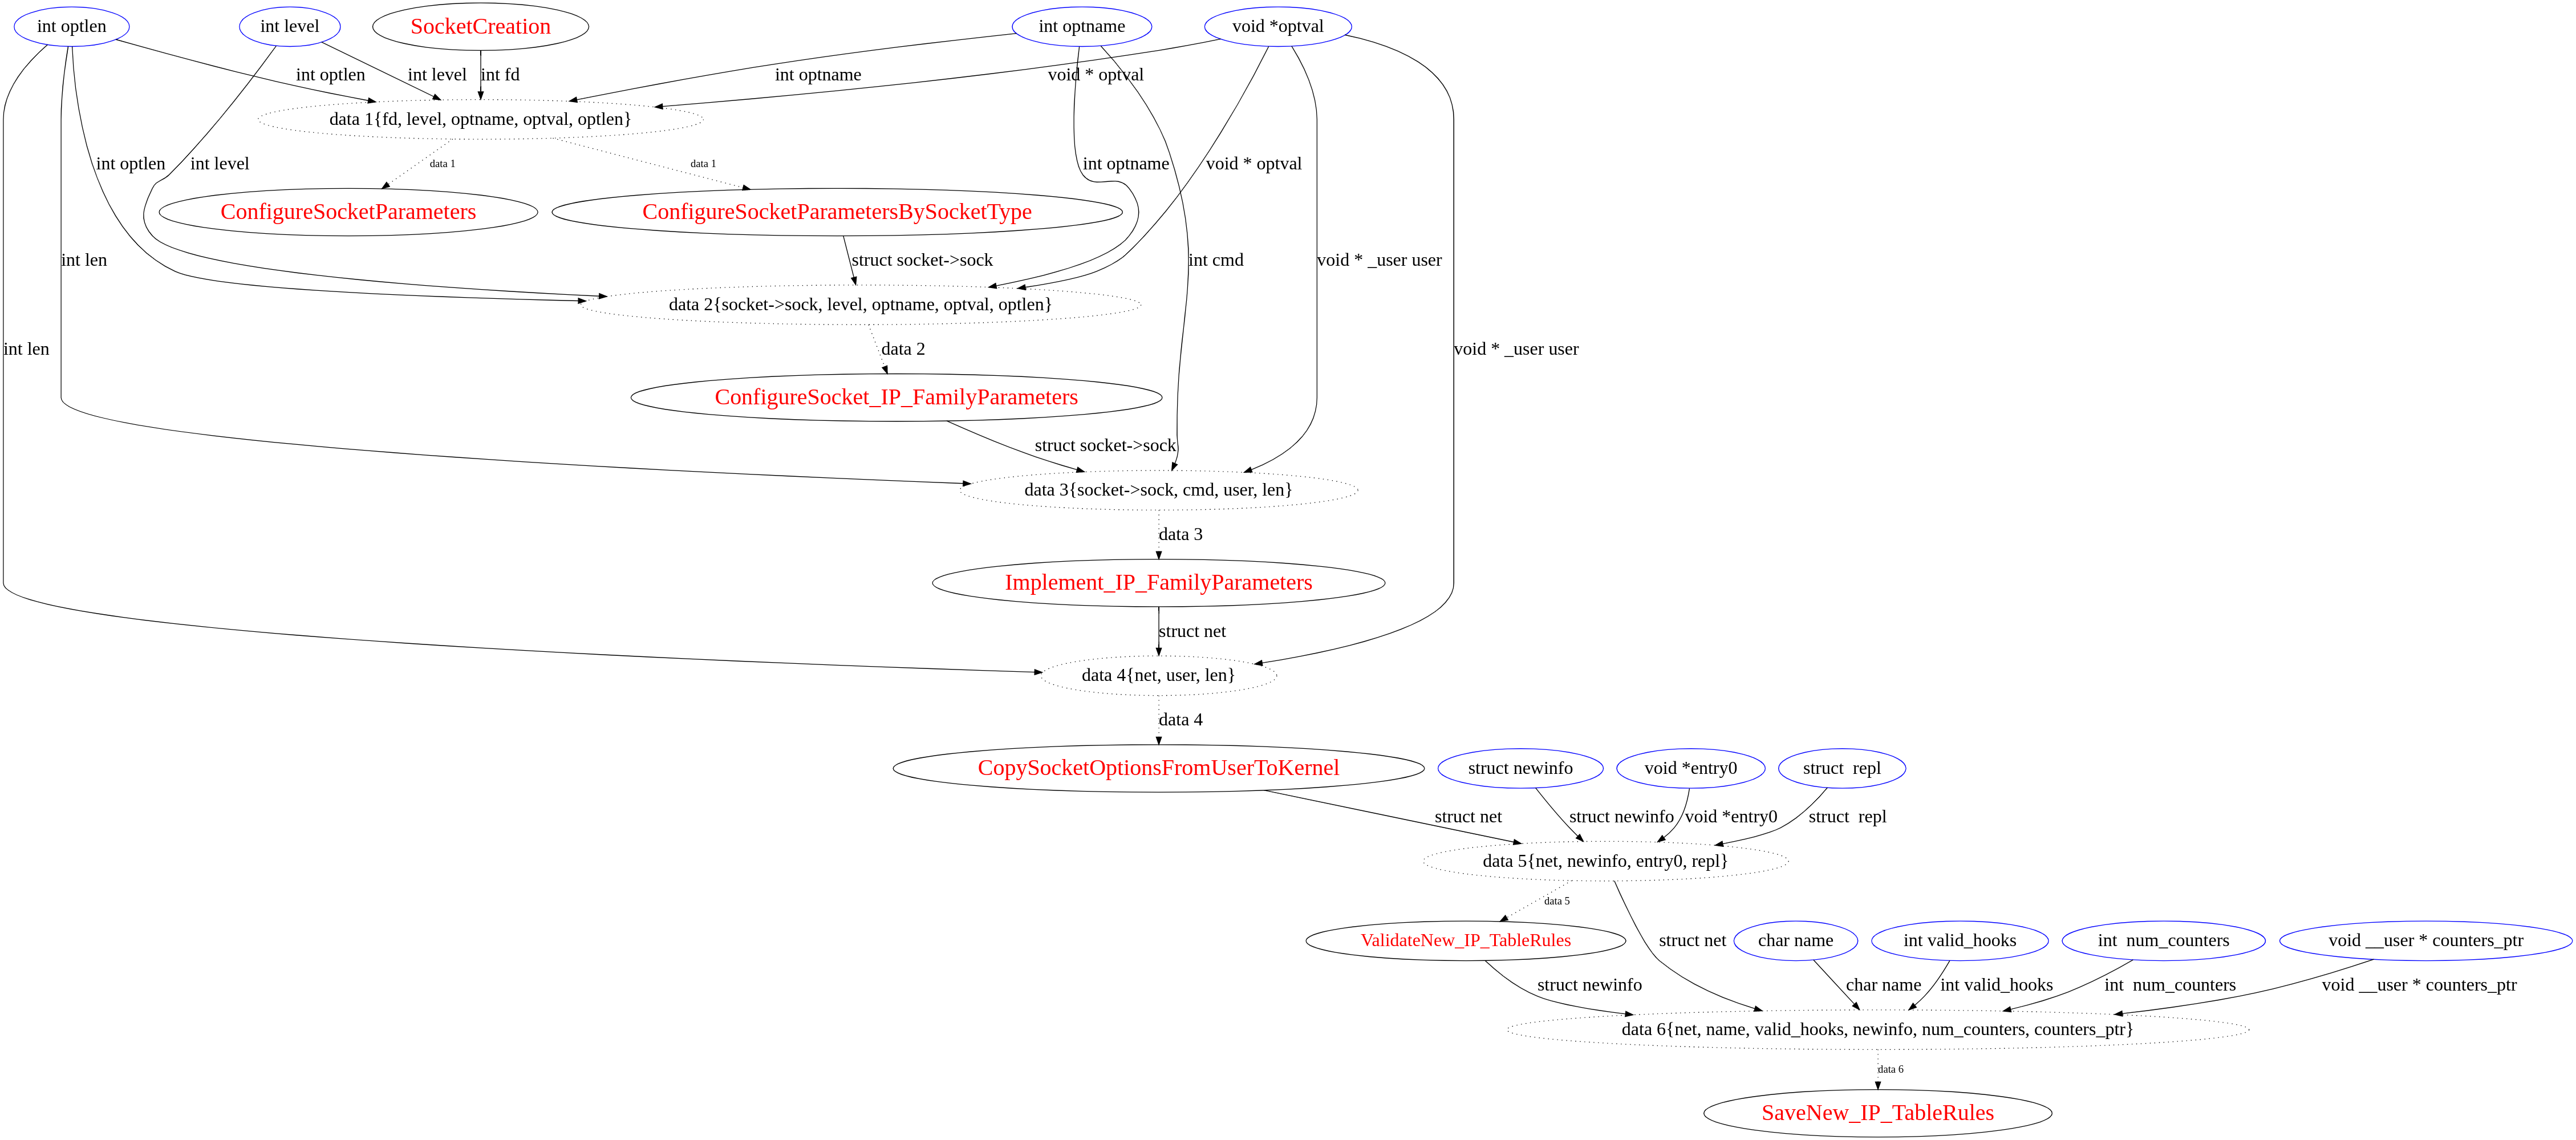 int optlen
int level
SocketCreation
int optname
void *optval
int optlen
int level
int fd
int optname
void * optval
data 1{fd, level, optname, optval, optlen}
int optlen
int level
data 1
data 1
int optname
void * optval
ConfigureSocketParameters
ConfigureSocketParametersBySocketType
int len
struct socket->sock
int cmd
void * _user user
data 2{socket->sock, level, optname, optval, optlen}
int len
data 2
void * _user user
ConfigureSocket_IP_FamilyParameters
struct socket->sock
data 3{socket->sock, cmd, user, len}
data 3
Implement_IP_FamilyParameters
struct net
data 4{net, user, len}
data 4
CopySocketOptionsFromUserToKernel
struct newinfo
void *entry0
struct  repl
struct net
struct newinfo
void *entry0
struct  repl
data 5{net, newinfo, entry0, repl}
data 5
ValidateNew_IP_TableRules
struct net
char name
int valid_hooks
int  num_counters
void __user * counters_ptr
struct newinfo
char name
int valid_hooks
int  num_counters
void __user * counters_ptr
data 6{net, name, valid_hooks, newinfo, num_counters, counters_ptr}
data 6
SaveNew_IP_TableRules